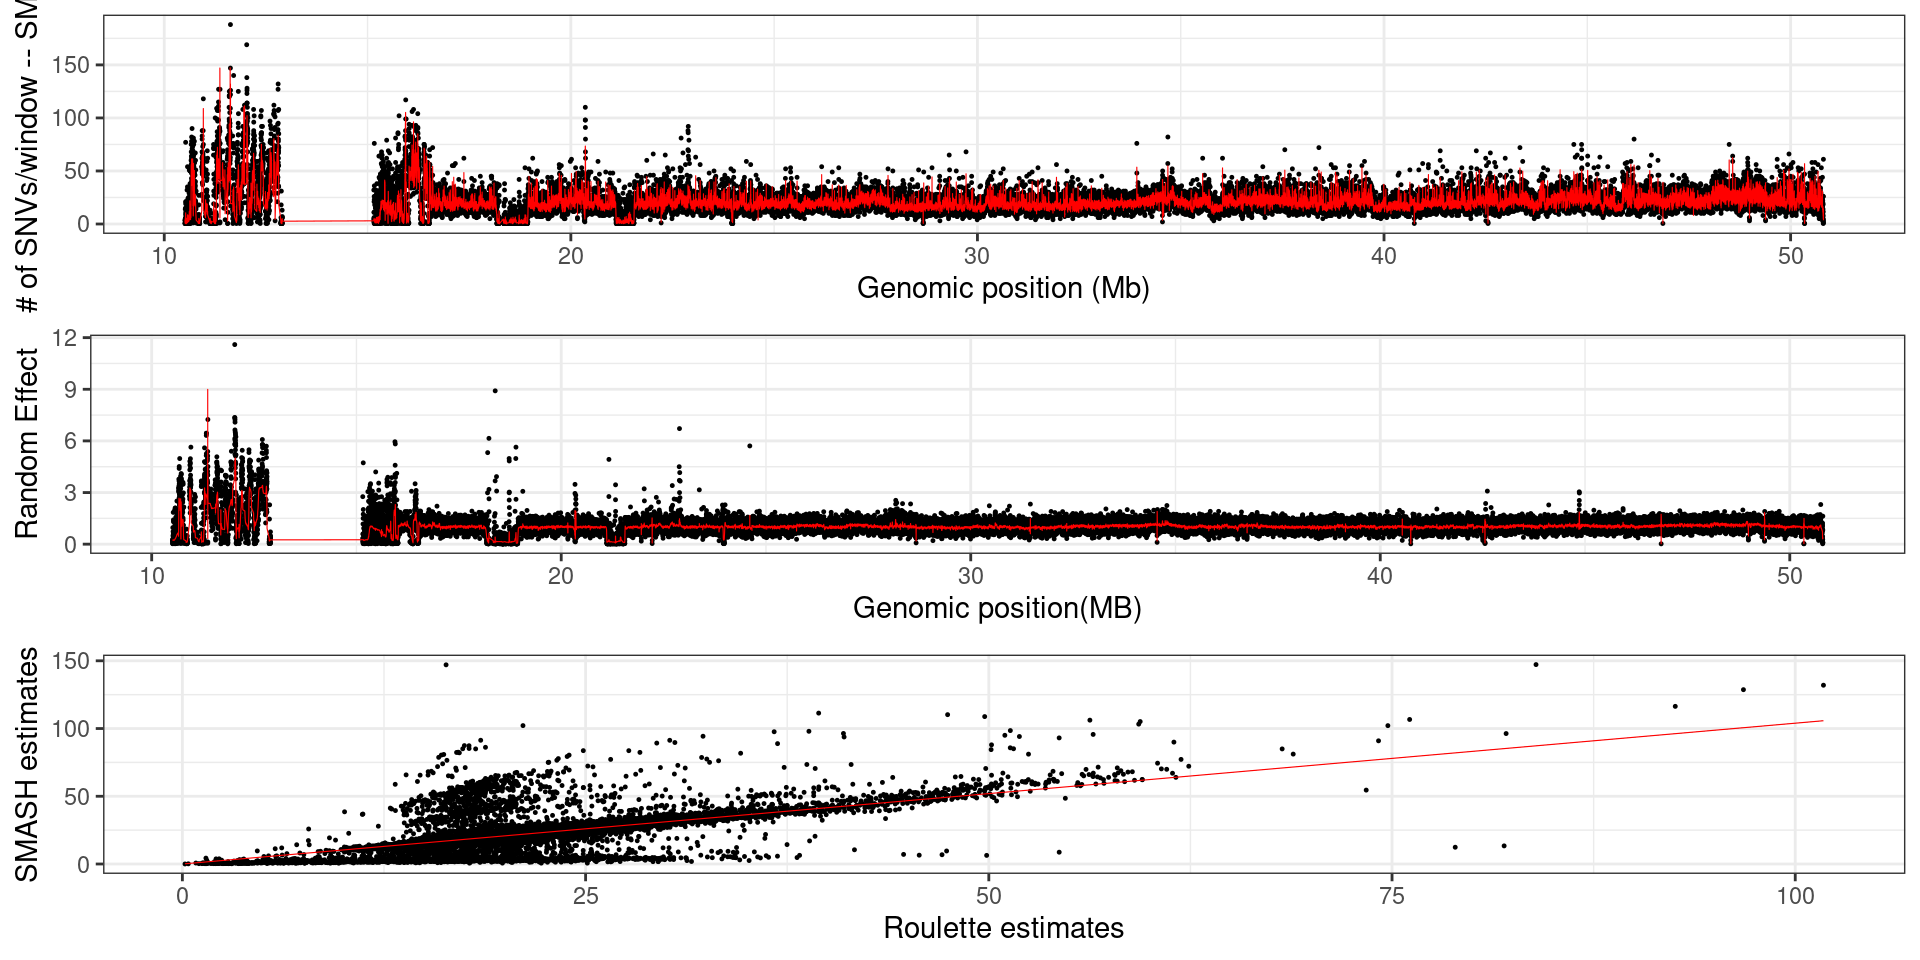 # of SNVs/window -- SM
150
100
50
0
10 20 30 40 50
Genomic position (Mb)
Random Effect
12
9
6
3
0
10 20 30 40 50
Genomic position(MB)
SMASH estimates
150
100
50
0
0 25 50 75 100
Roulette estimates